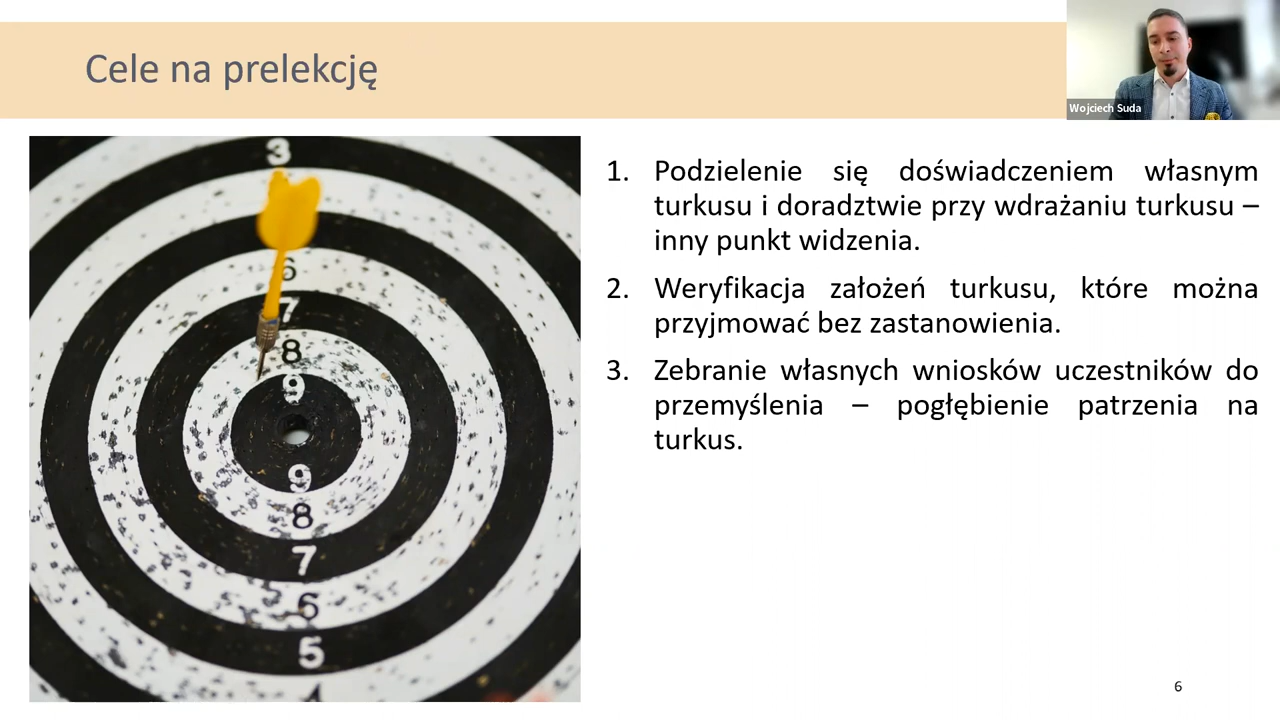 Cele na prelekcję
Wojciech Suda
1. Podzielenie się doświadczeniem własnym
turkusu i doradztwie przy wdrażaniu turkusu –
inny punkt widzenia.
2. Weryfikacja założeń turkusu, które można
przyjmować bez zastanowienia.
3. Zebranie własnych wniosków uczestników do
przemyślenia – pogłębienie patrzenia na
turkus.
3
6
7
8
9
9
8
7
6
5
4
6